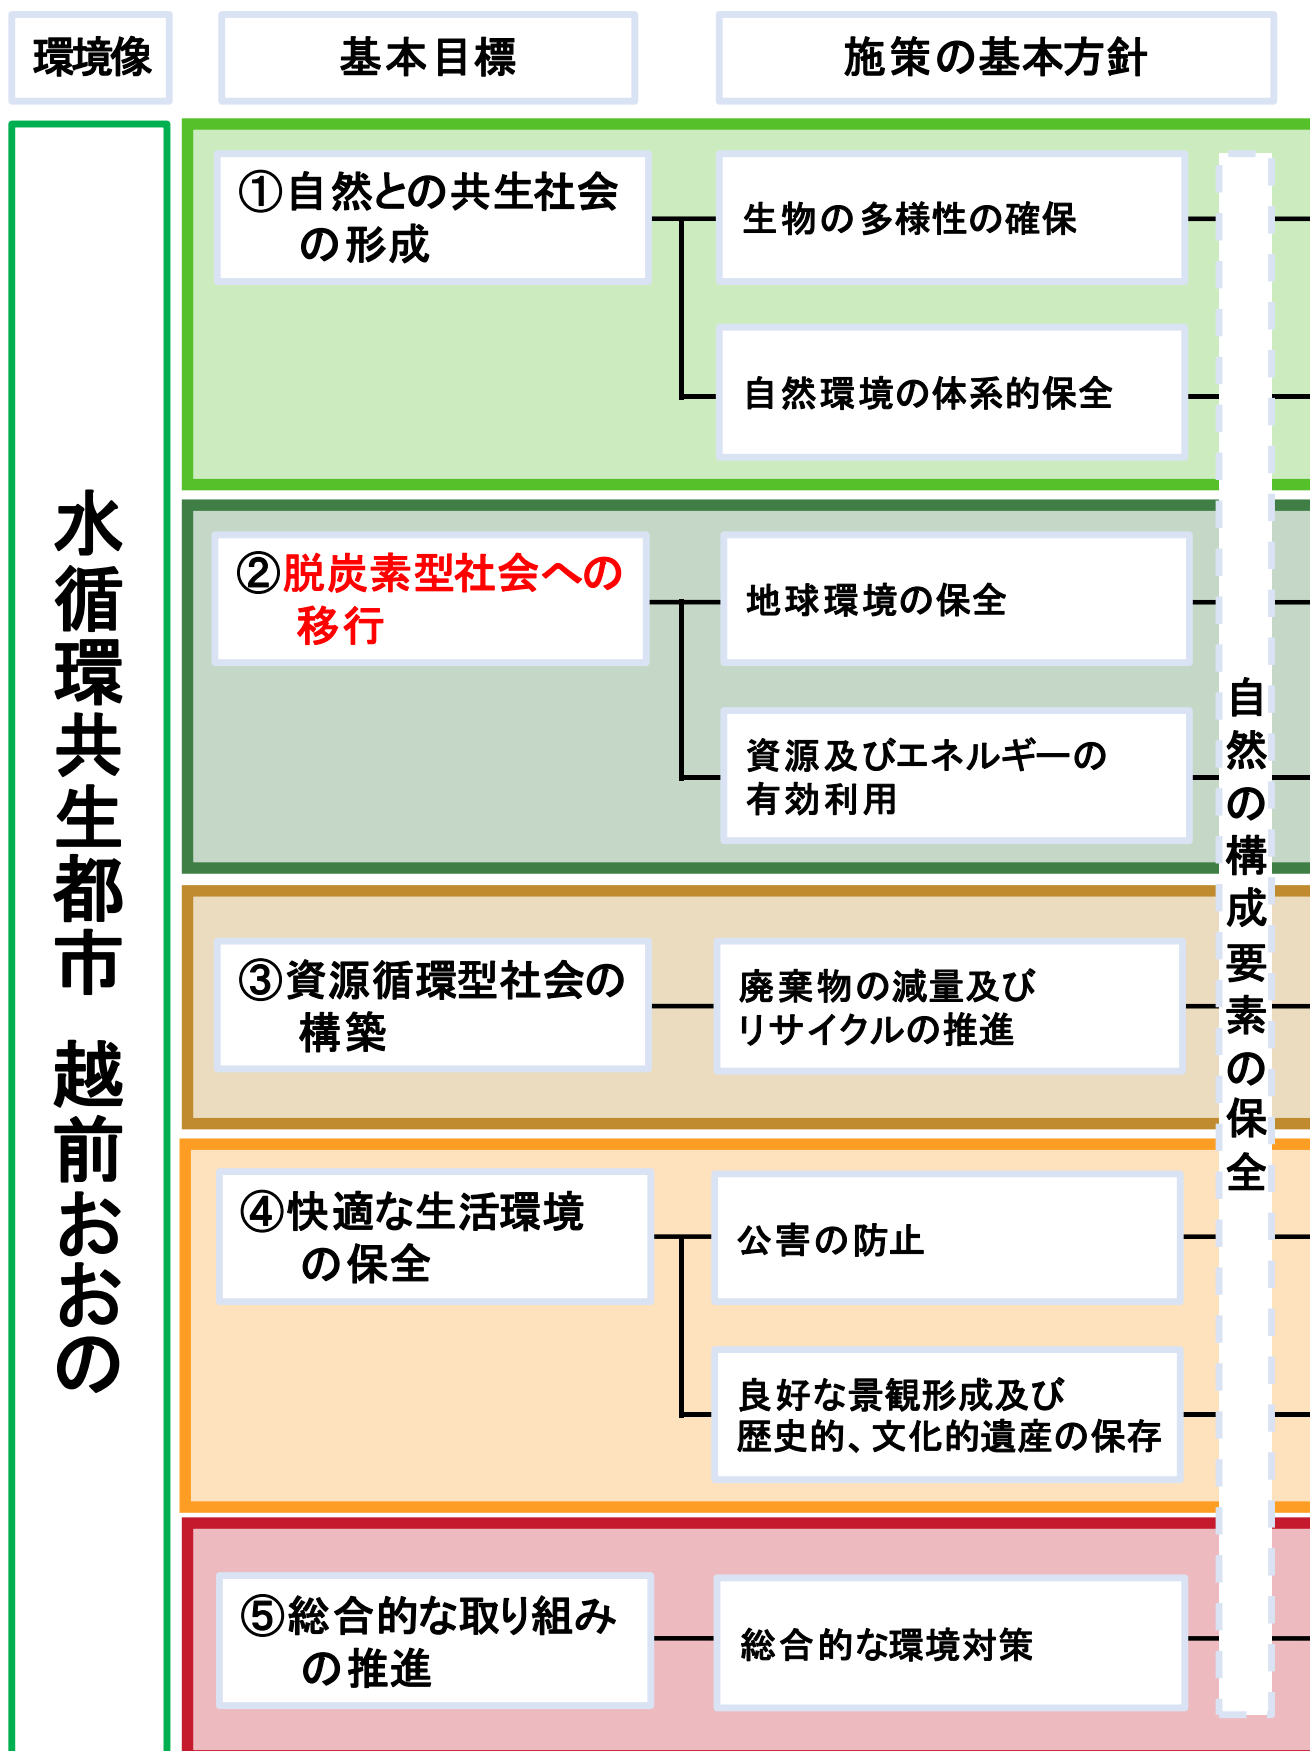 環境像
基本目標
施策の基本方針
水循環共生都市 越前おおの
①自然との共生社会
の形成
生物の多様性の確保
自然環境の体系的保全
②脱炭素型社会への
移行
地球環境の保全
資源及びエネルギーの
有効利用
③資源循環型社会の
構築
廃棄物の減量及び
リサイクルの推進
④快適な生活環境
の保全
公害の防止
良好な景観形成及び
歴史的、文化的遺産の保存
⑤総合的な取り組み
の推進
総合的な環境対策
自然の構成要素の保全